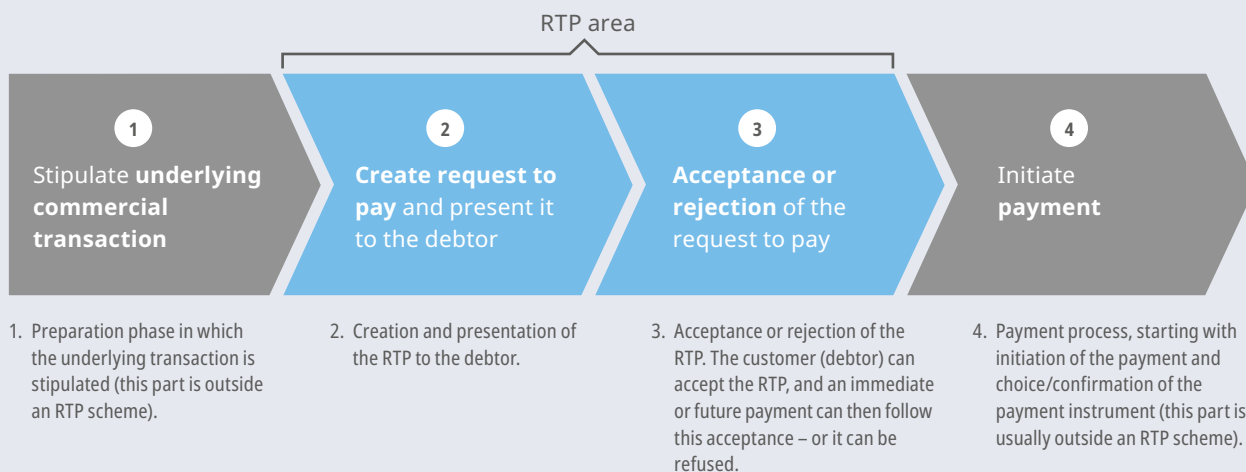 RTP area
1
Stipulate underlying
commercial
transaction
2
Create request to
pay and present it
to the debtor
3
Acceptance or
rejection of the
request to pay
4
Initiate
payment
1. Preparation phase in which
the underlying transaction is
stipulated (this part is outside
an RTP scheme).
2. Creation and presentation of
the RTP to the debtor.
3. Acceptance or rejection of the
RTP. The customer (debtor) can
accept the RTP, and an immediate
or future payment can then follow
this acceptance – or it can be
refused.
4. Payment process, starting with
initiation of the payment and
choice/confirmation of the
payment instrument (this part is
usually outside an RTP scheme).